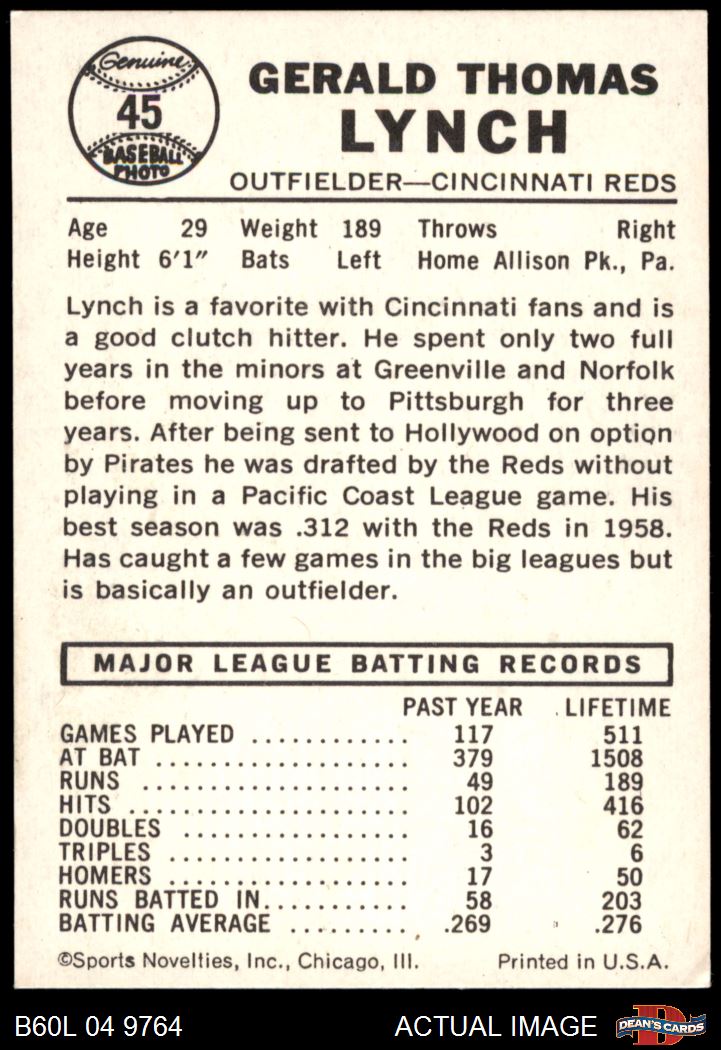 Genuine
45
BASEBALL
PHOTO
GERALD THOMAS
LYNCH
OUTFIELDER—CINCINNATI REDS
Age 29 Weight 189 Throws Right
Height 6'1" Bats Left Home Allison Pk., Pa.
Lynch is a favorite with Cincinnati fans and is
a good clutch hitter. He spent only two full
years in the minors at Greenville and Norfolk
before moving up to Pittsburgh for three
years. After being sent to Hollywood on option
by Pirates he was drafted by the Reds without
playing in a Pacific Coast League game. His
best season was .312 with the Reds in 1958.
Has caught a few games in the big leagues but
is basically an outfielder.
MAJOR LEAGUE BATTING RECORDS
PAST YEAR LIFETIME
GAMES PLAYED ............ 117 511
AT BAT .................. 379 1508
RUNS ................... 49 189
HITS .................... 102 416
DOUBLES ................ 16 62
TRIPLES ................. 3 6
HOMERS ................. 17 50
RUNS BATTED IN........... 58 203
BATTING AVERAGE ......... .269 .276
©Sports Novelties, Inc., Chicago, Ill. Printed in U.S.A.
B60L 04 9764 ACTUAL IMAGE DEAN'S CARDS